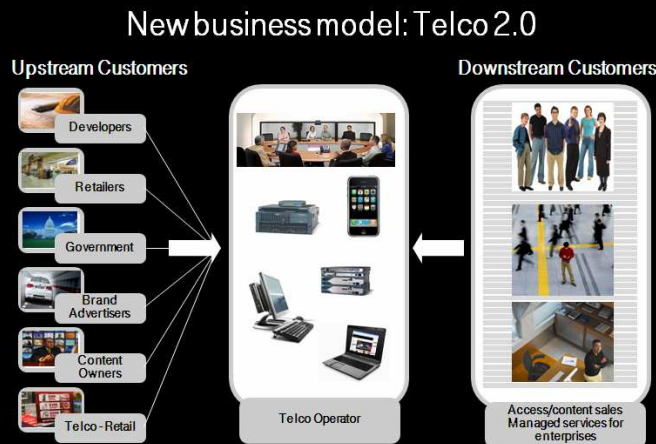 New business model: Telco 2.0
Upstream Customers
Downstream Customers
Developers
Retailers
Government
Brand
Advertisers
Content
Owners
Telco - Retail
Telco Operator
Access/content sales
Managed services for
enterprises